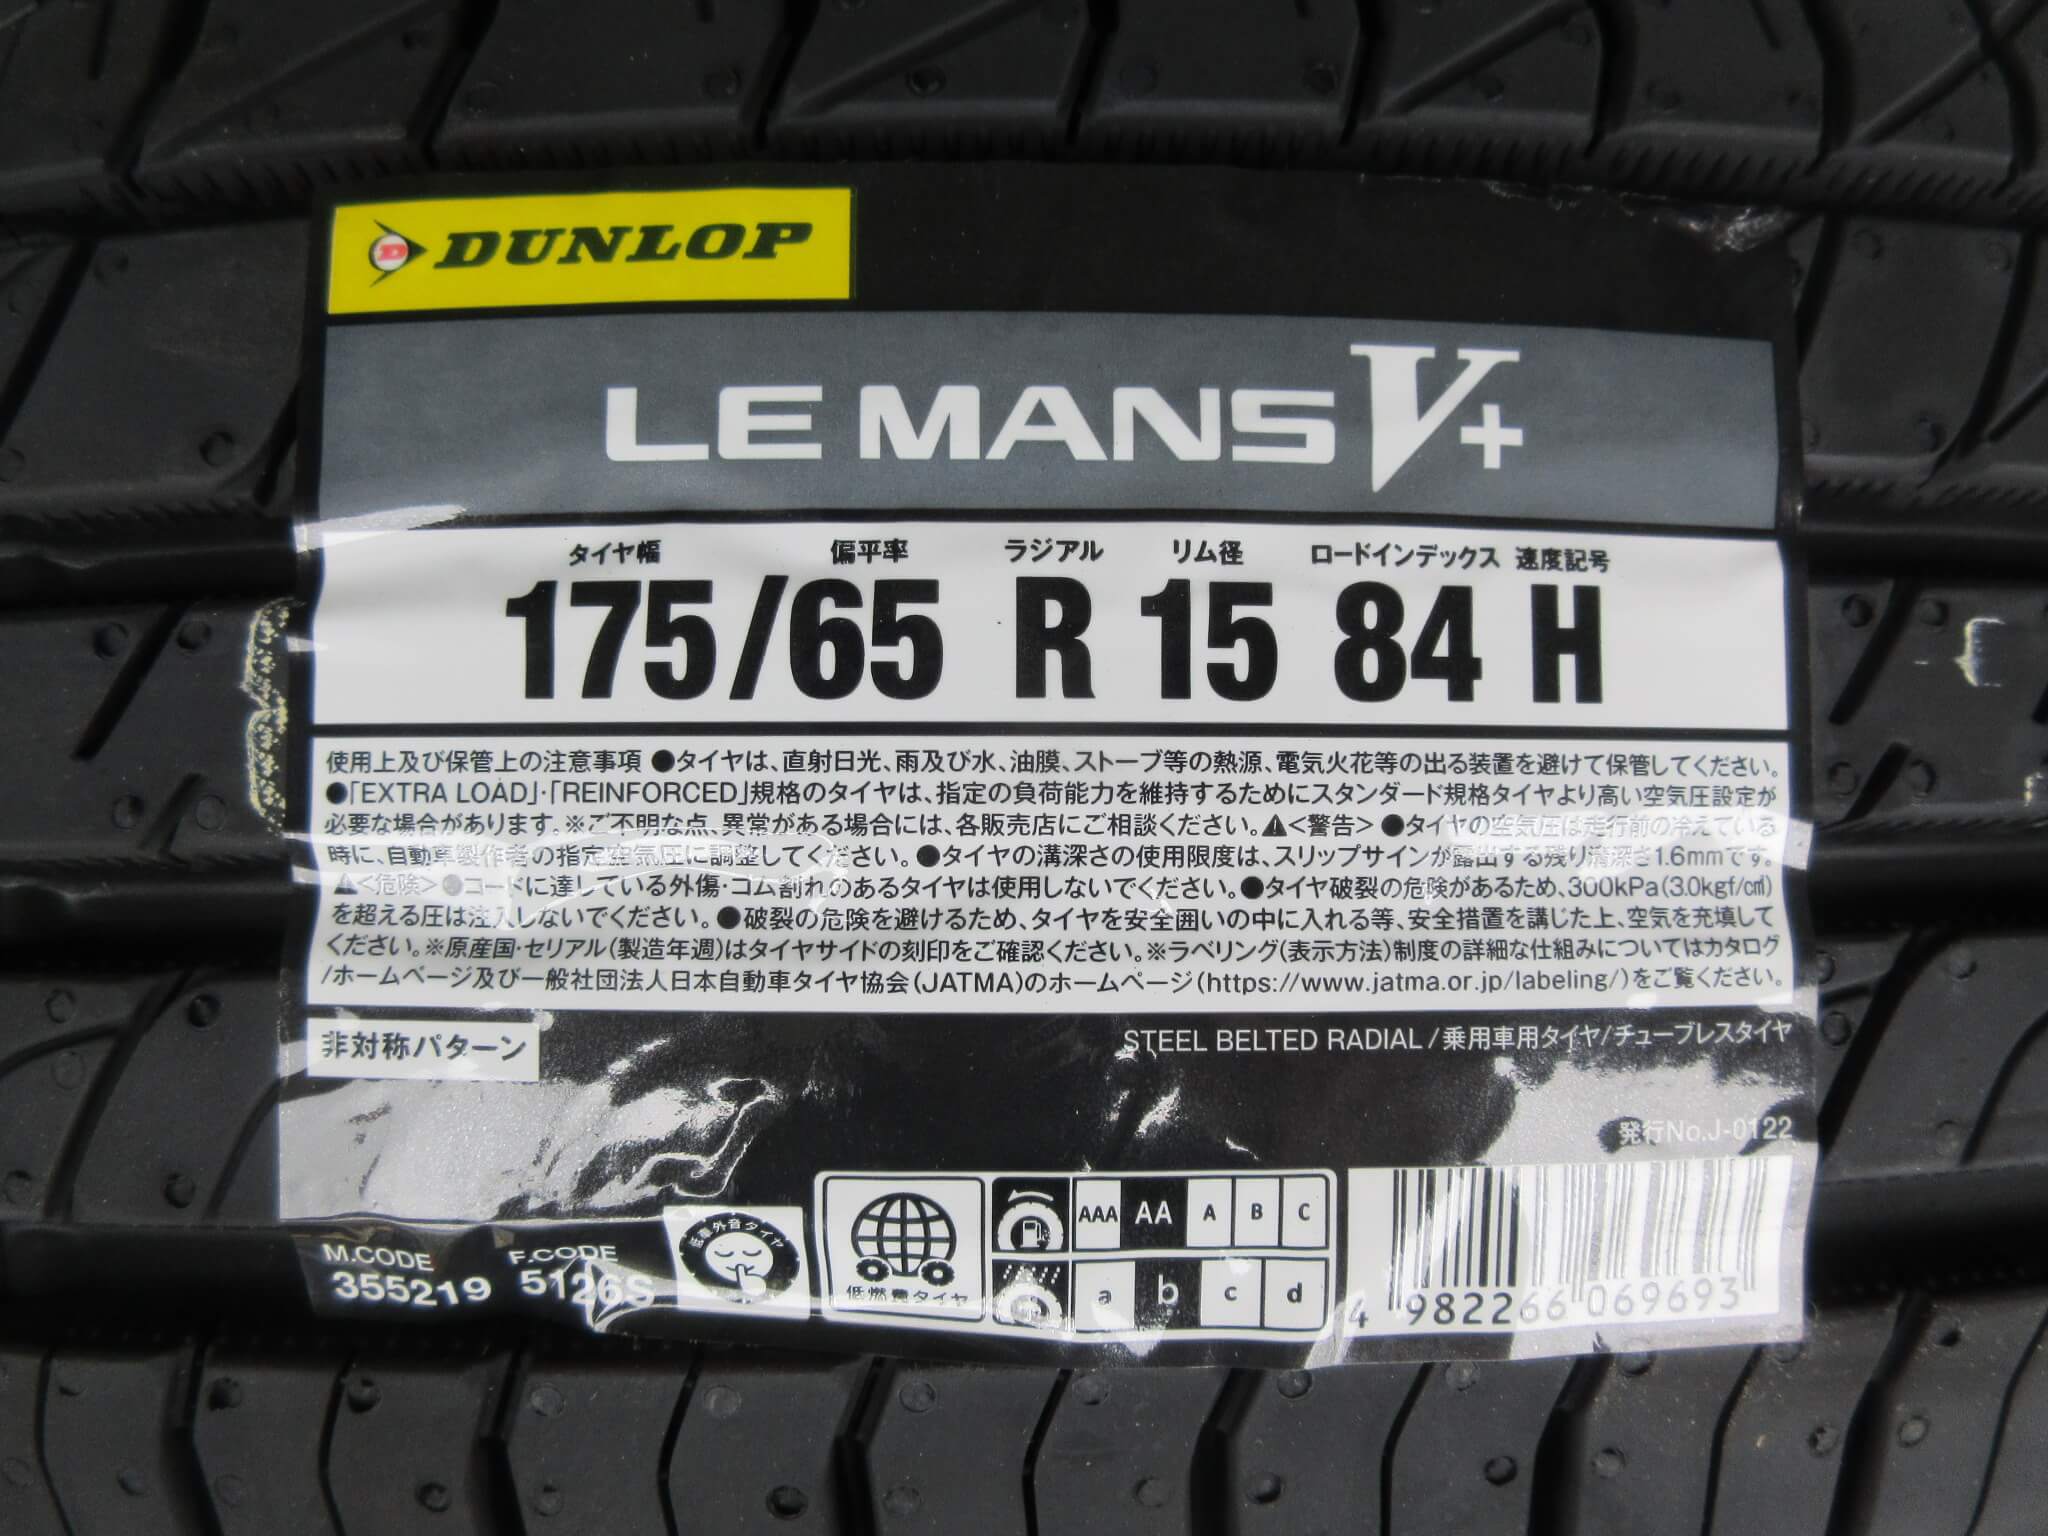 DUNLOP
LE MANS V+
タイヤ幅 偏平率 ラジアル リム径 ロードインデックス 速度記号
175/65 R 15 84 H
使用上及び保管上の注意事項 ●タイヤは、直射日光、雨及び水、油膜、ストーブ等の熱源、電気火花等の出る装置を避けて保管してください。
●「EXTRA LOAD」・「REINFORCED」規格のタイヤは、指定の負荷能力を維持するためにスタンダード規格タイヤより高い空気圧設定が
必要な場合があります。※ご不明な点、異常がある場合には、各販売店にご相談ください。⚠<警告> ●タイヤの空気圧は走行前の冷えている
時に、自動車製作者の指定空気圧に調整してください。●タイヤの溝深さの使用限度は、スリップサインが露出する残り溝深さ1.6mmです。
⚠<危険> ●コードに達している外傷・ゴム割れのあるタイヤは使用しないでください。●タイヤ破裂の危険があるため、300kPa(3.0kgf/c㎡)
を超える圧は注入しないでください。●破裂の危険を避けるため、タイヤを安全囲いの中に入れる等、安全措置を講じた上、空気を充填して
ください。※原産国・セリアル(製造年週)はタイヤサイドの刻印をご確認ください。※ラベリング(表示方法)制度の詳細な仕組みについてはカタログ
/ホームページ及び一般社団法人日本自動車タイヤ協会(JATMA)のホームページ(https://www.jatma.or.jp/labeling/)をご覧ください。
非対称パターン
STEEL BELTED RADIAL/乗用車用タイヤ/チューブレスタイヤ
発行No.J-0122
M.CODE F.CODE
355219 5126S
低車外音タイヤ
低燃費タイヤ
AAA AA A B C
a b c d
4 982266 069693